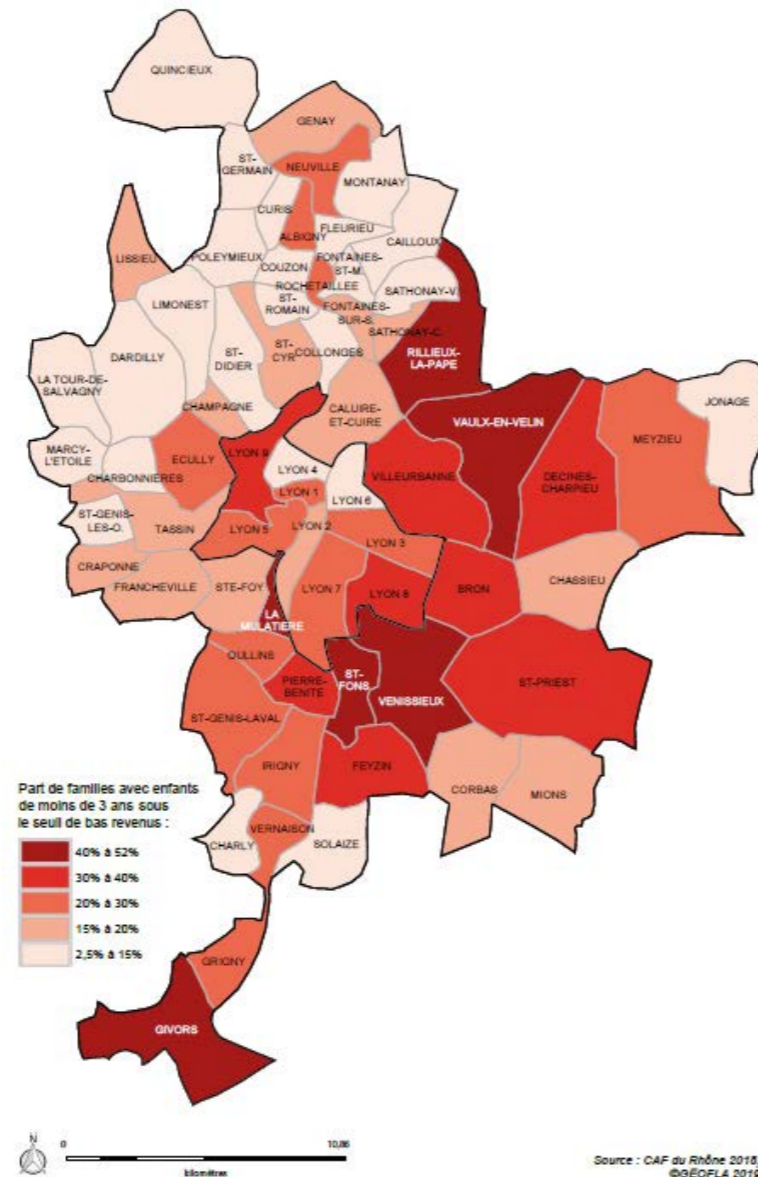 QUINCIEUX
GENAY
ST-
GERMAIN
NEUVILLE
MONTANAY
CURIS
ALBIGNY
FLEURIEU
CAILLOUX
LISSIEU
POLEYMIEUX
COUZON
FONTAINES-
ST-M.
ROCHETAILLEE
SATHONAY-V.
LIMONEST
ST-
ROMAIN
FONTAINES-
SUR-S.
SATHONAY-C.
DARDILLY
ST-
DIDIER
ST-
CYR
COLLONGES
RILLIEUX-
LA-PAPE
LA TOUR-DE-
SALVAGNY
CHAMPAGNE
CALUIRE-
ET-CUIRE
VAULX-EN-VELIN
JONAGE
MEYZIEU
MARCY-
L'ETOILE
ECULLY
LYON 9
LYON 4
VILLEURBANNE
DECINES-
CHARPIEU
CHARBONNIERES
LYON 1
LYON 6
ST-GENIS-
LES-O.
TASSIN
LYON 5
LYON 2
LYON 3
CRAPONNE
FRANCHEVILLE
STE-FOY
LYON 7
LYON 8
BRON
CHASSIEU
LA
MULATIERE
OULLINS
PIERRE-
BENITE
ST-
FONS
VENISSIEUX
ST-PRIEST
ST-GENIS-LAVAL
IRIGNY
FEYZIN
CORBAS
MIONS
CHARLY
VERNAISON
SOLAIZE
GRIGNY
GIVORS
Part de familles avec enfants
de moins de 3 ans sous
le seuil de bas revenus :
40% à 52%
30% à 40%
20% à 30%
15% à 20%
2,5% à 15%
N
0
10,86
kilomètres
Source : CAF du Rhône 2018,
©GÉOFLA 2019